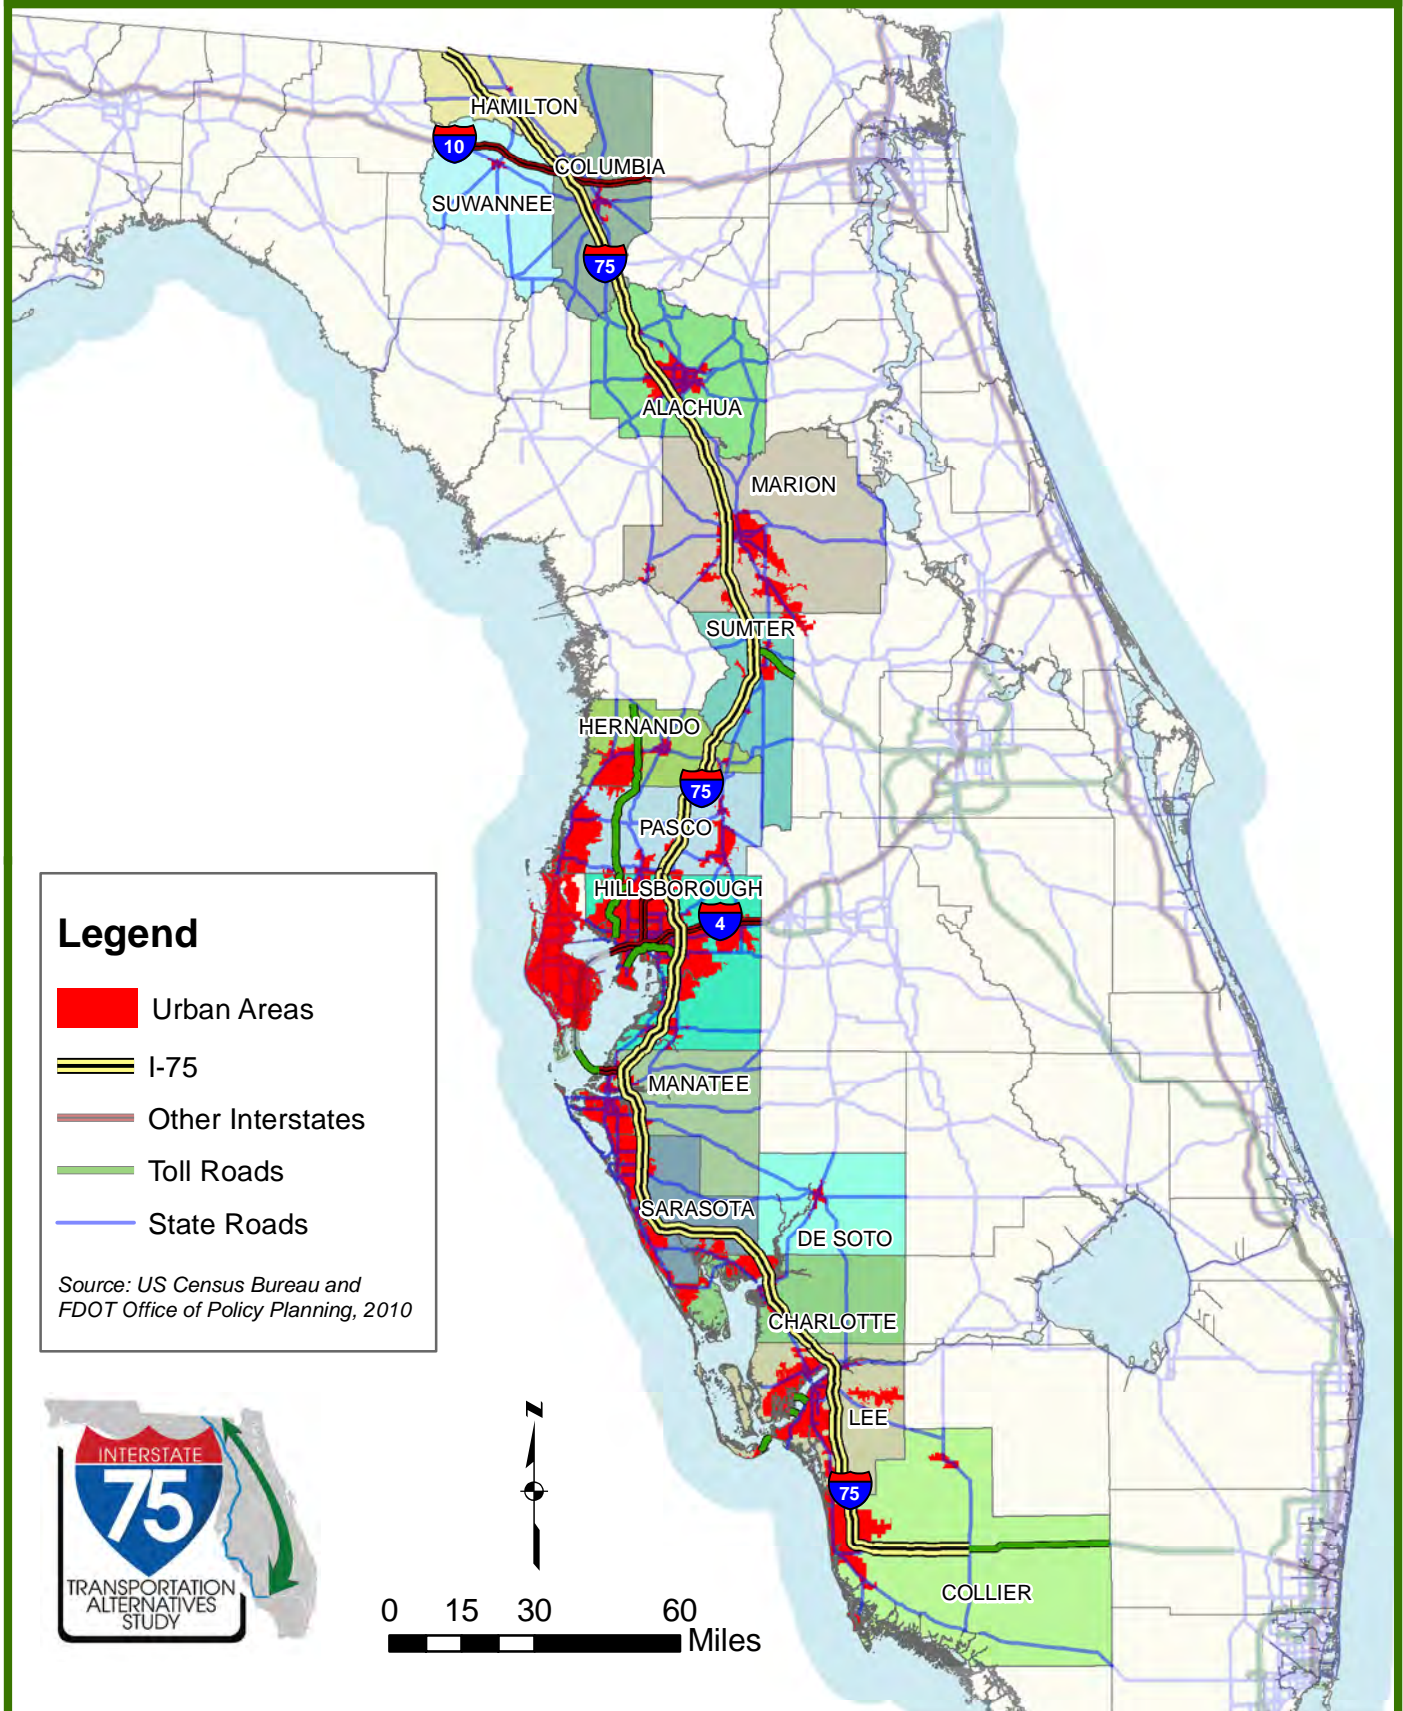 HAMILTON
10
COLUMBIA
SUWANNEE
75
ALACHUA
MARION
SUMTER
HERNANDO
75
PASCO
HILLSBOROUGH
4
MANATEE
SARASOTA
DE SOTO
CHARLOTTE
LEE
75
COLLIER
Legend
Urban Areas
I-75
Other Interstates
Toll Roads
State Roads
Source: US Census Bureau and
FDOT Office of Policy Planning, 2010
INTERSTATE
75
TRANSPORTATION
ALTERNATIVES
STUDY
N
0 15 30 60
Miles